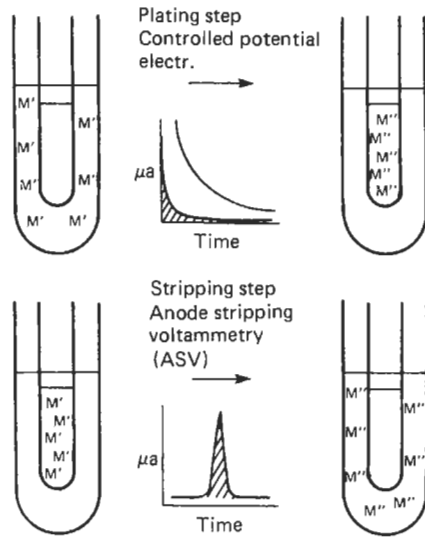 Plating step
Controlled potential
electr.
M'
M'
M'
M'
M''
M' M'
μa
Time
M''
M''
M''
M''
M''
Stripping step
Anode stripping
voltammetry
(ASV)
M'
M'
M'
M'
M'
μa
Time
M''
M''
M''
M''
M''
M'' M''